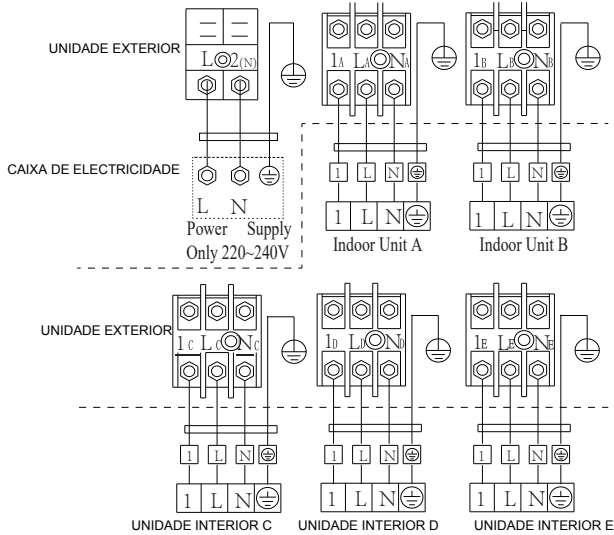 UNIDADE EXTERIOR
L 2(N)
1A LA NA
1B LB NB
CAIXA DE ELECTRICIDADE
1 L N
1 L N
L N
1 L N
1 L N
Power Supply
Only 220~240V
Indoor Unit A
Indoor Unit B
UNIDADE EXTERIOR
1C LC NC
1D LD ND
1E LE NE
1 L N
1 L N
1 L N
1 L N
1 L N
1 L N
UNIDADE INTERIOR C
UNIDADE INTERIOR D
UNIDADE INTERIOR E